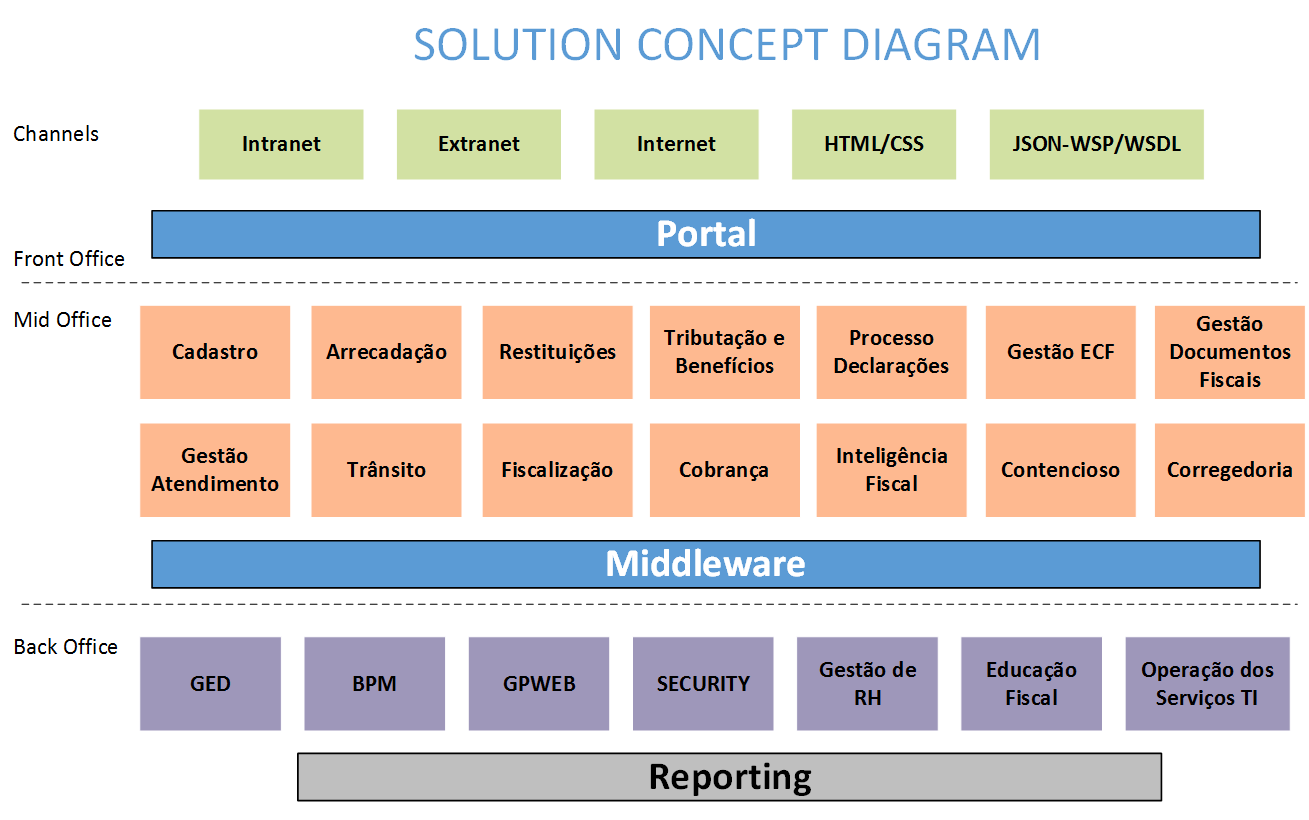 SOLUTION CONCEPT DIAGRAM
Channels
Intranet
Extranet
Internet
HTML/CSS
JSON-WSP/WSDL
Portal
Front Office
Mid Office
Cadastro
Arrecadação
Restituições
Tributação e
Benefícios
Processo
Declarações
Gestão ECF
Gestão
Documentos
Fiscais
Gestão
Atendimento
Trânsito
Fiscalização
Cobrança
Inteligência
Fiscal
Contencioso
Corregedoria
Middleware
Back Office
GED
BPM
GPWEB
SECURITY
Gestão de
RH
Educação
Fiscal
Operação dos
Serviços TI
Reporting